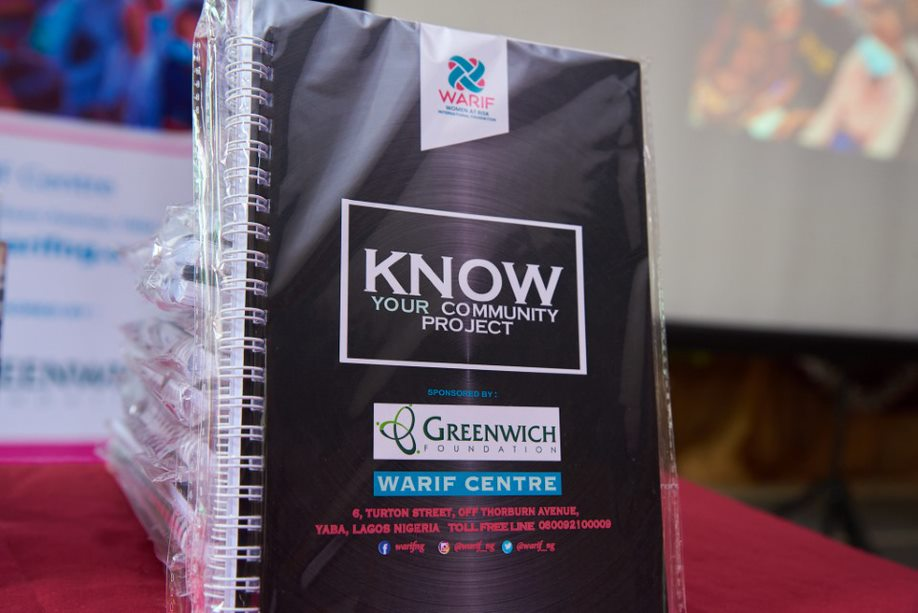 WARIF
WOMEN AT RISK
INTERNATIONAL FOUNDATION
KNOW
YOUR COMMUNITY
PROJECT
SPONSORED BY :
GREENWICH
FOUNDATION
WARIF CENTRE
6, TURTON STREET, OFF THORBURN AVENUE,
YABA, LAGOS NIGERIA TOLL FREE LINE 080092100009
warifng @warif_ng @warif_ng
Centre